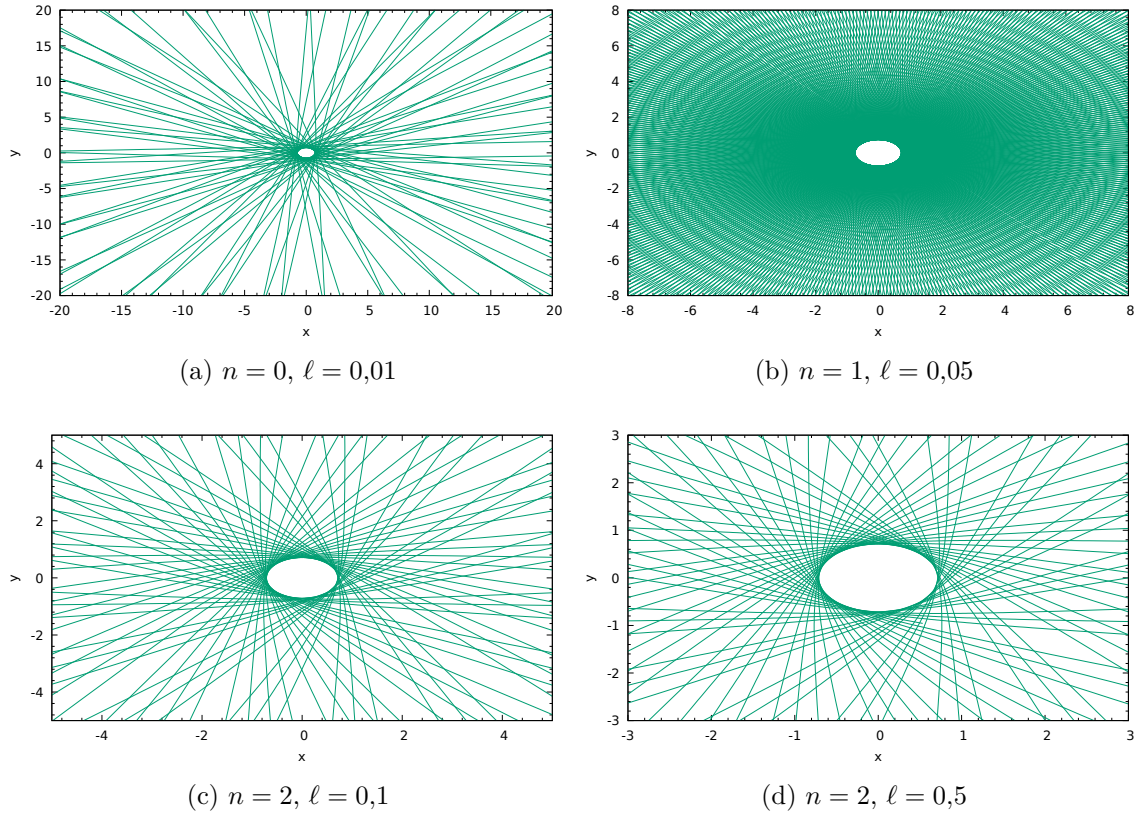 20
15
10
5
0
-5
-10
-15
-20
y
-20 -15 -10 -5 0 5 10 15 20
x
(a) n = 0, ℓ = 0,01
8
6
4
2
0
-2
-4
-6
-8
y
-8 -6 -4 -2 0 2 4 6 8
x
(b) n = 1, ℓ = 0,05
4
2
0
-2
-4
y
-4 -2 0 2 4
x
(c) n = 2, ℓ = 0,1
3
2
1
0
-1
-2
-3
y
-3 -2 -1 0 1 2 3
x
(d) n = 2, ℓ = 0,5